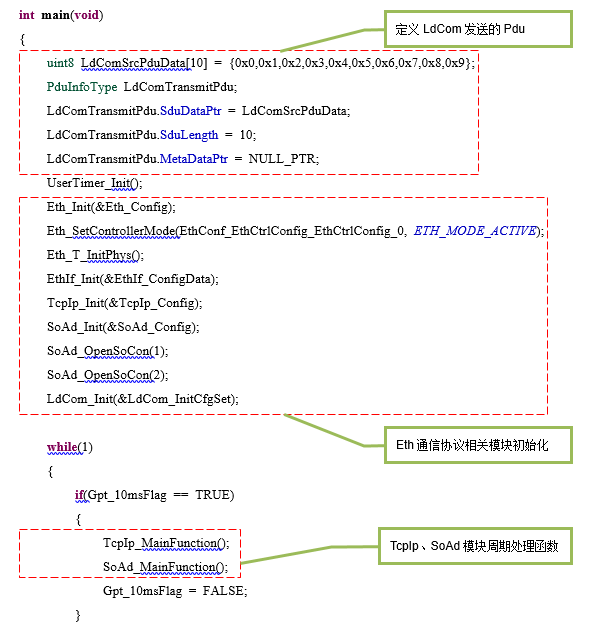 int main(void)
定义 LdCom 发送的 Pdu
{
uint8 LdComSrcPduData[10] = {0x0,0x1,0x2,0x3,0x4,0x5,0x6,0x7,0x8,0x9};
PduInfoType LdComTransmitPdu;
LdComTransmitPdu.SduDataPtr = LdComSrcPduData;
LdComTransmitPdu.SduLength = 10;
LdComTransmitPdu.MetaDataPtr = NULL_PTR;
UserTimer_Init();
Eth_Init(&Eth_Config);
Eth_SetControllerMode(EthConf_EthCtrlConfig_EthCtrlConfig_0, ETH_MODE_ACTIVE);
Eth_T_InitPhys();
EthIf_Init(&EthIf_ConfigData);
TcpIp_Init(&TcpIp_Config);
SoAd_Init(&SoAd_Config);
SoAd_OpenSoCon(1);
SoAd_OpenSoCon(2);
LdCom_Init(&LdCom_InitCfgSet);
Eth 通信协议相关模块初始化
while(1)
{
if(Gpt_10msFlag == TRUE)
{
TcpIp_MainFunction();
TcpIp、SoAd 模块周期处理函数
SoAd_MainFunction();
Gpt_10msFlag = FALSE;
}